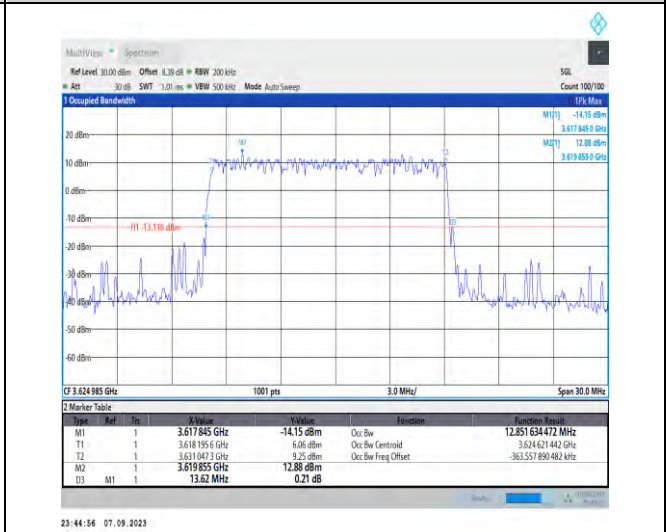 MultiView Spectrum
Ref Level 30.00 dBm Offset 8.39 dB RBW 200 kHz SGL
Att 30 dB SWT 1.01 ms VBW 500 kHz Mode Auto Sweep Count 100/100
1 Occupied Bandwidth 1Pk Max
M1[1] -14.15 dBm
3.617 845 0 GHz
M2[1] 12.88 dBm
3.619 855 0 GHz
20 dBm
M2
10 dBm
T2
0 dBm
-10 dBm
M1
D3
H1 -13.116 dBm
-20 dBm
-30 dBm
-40 dBm
-50 dBm
-60 dBm
CF 3.624 985 GHz 1001 pts 3.0 MHz/ Span 30.0 MHz
2 Marker Table
Type Ref Trc X-Value Y-Value Function Function Result
M1 1 3.617 845 GHz -14.15 dBm Occ Bw 12.851 634 472 MHz
T1 1 3.618 195 6 GHz 6.06 dBm Occ Bw Centroid 3.624 621 442 GHz
T2 1 3.631 047 3 GHz 9.25 dBm Occ Bw Freq Offset -363.557 890 482 kHz
M2 1 3.619 855 GHz 12.88 dBm
D3 M1 1 13.62 MHz 0.21 dB
23:44:56 07.09.2023